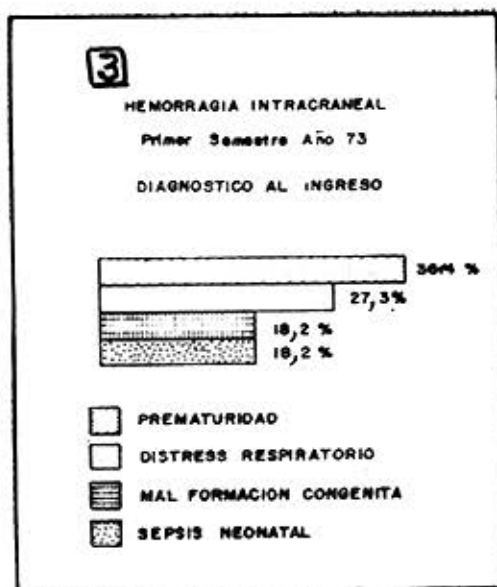 3
HEMORRAGIA INTRACRANEAL
Primer Semestre Año 73
DIAGNOSTICO AL INGRESO
%
27,3%
18,2 %
18,2 %
PREMATURIDAD
DISTRESS RESPIRATORIO
MAL FORMACION CONGENITA
SEPSIS NEONATAL